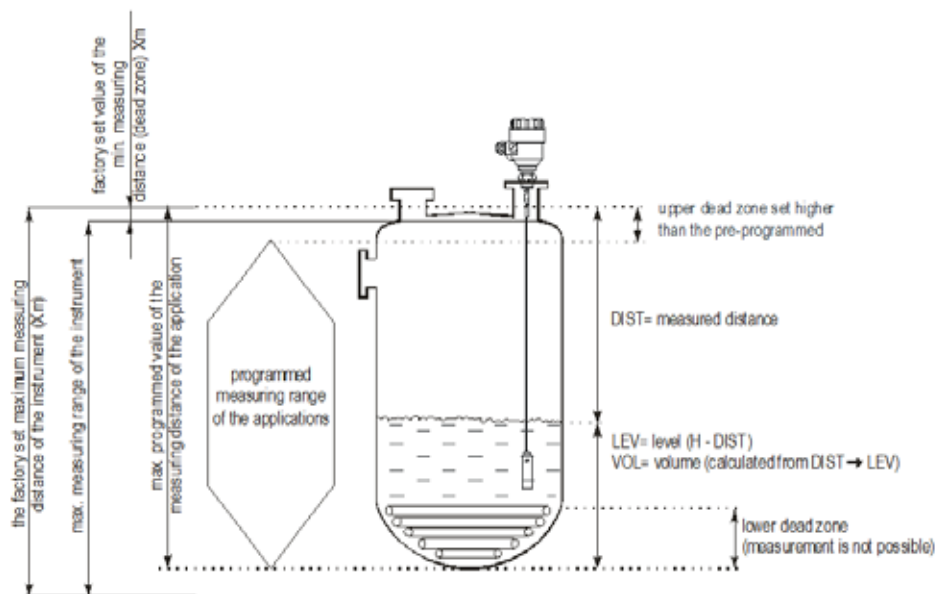 factory set value of the
min. measuring
distance (dead zone) Xm
the factory set maximum measuring
distance of the instrument (Xm)
max. measuring range of the instrument
max. programmed value of the
measuring distance of the application
programmed
measuring range
of the applications
upper dead zone set higher
than the pre-programmed
DIST= measured distance
LEV= level (H - DIST)
VOL= volume (calculated from DIST → LEV)
lower dead zone
(measurement is not possible)